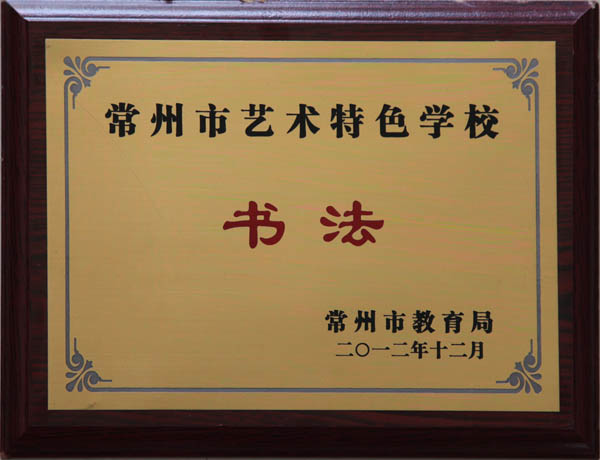 常州市艺术特色学校
书法
常州市教育局
二〇一二年十二月